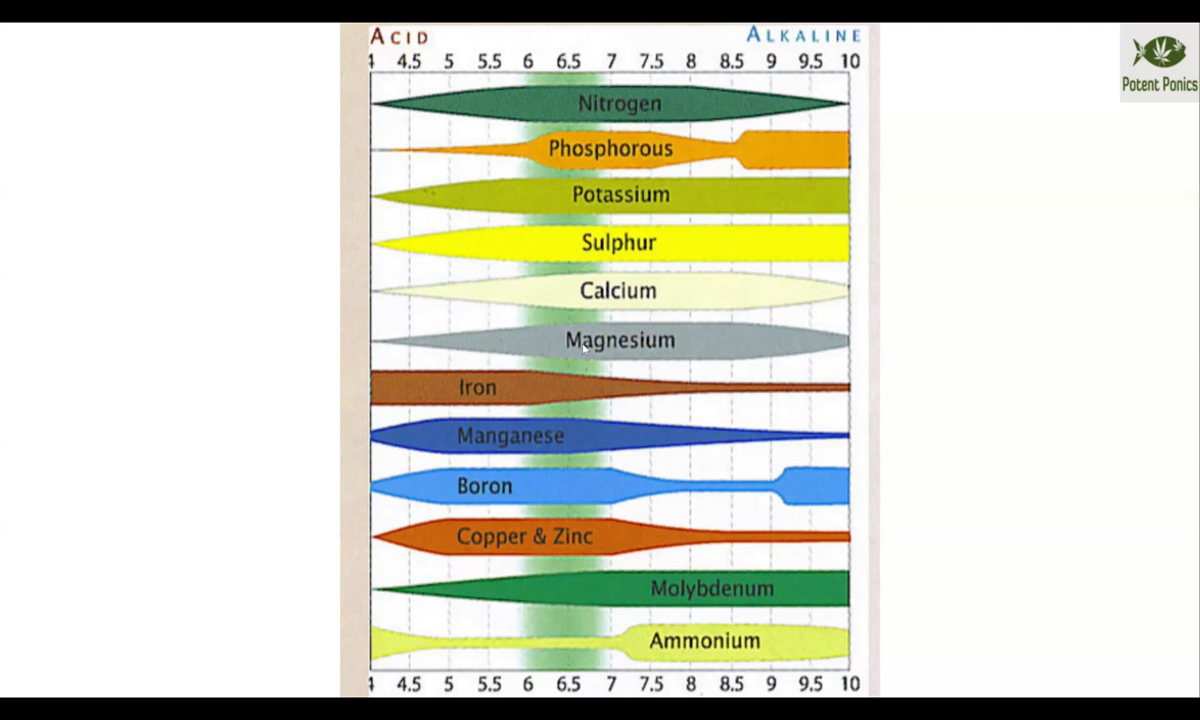 ACID ALKALINE
4 4.5 5 5.5 6 6.5 7 7.5 8 8.5 9 9.5 10
Potent Ponics
Nitrogen
Phosphorous
Potassium
Sulphur
Calcium
Magnesium
Iron
Manganese
Boron
Copper & Zinc
Molybdenum
Ammonium
4 4.5 5 5.5 6 6.5 7 7.5 8 8.5 9 9.5 10